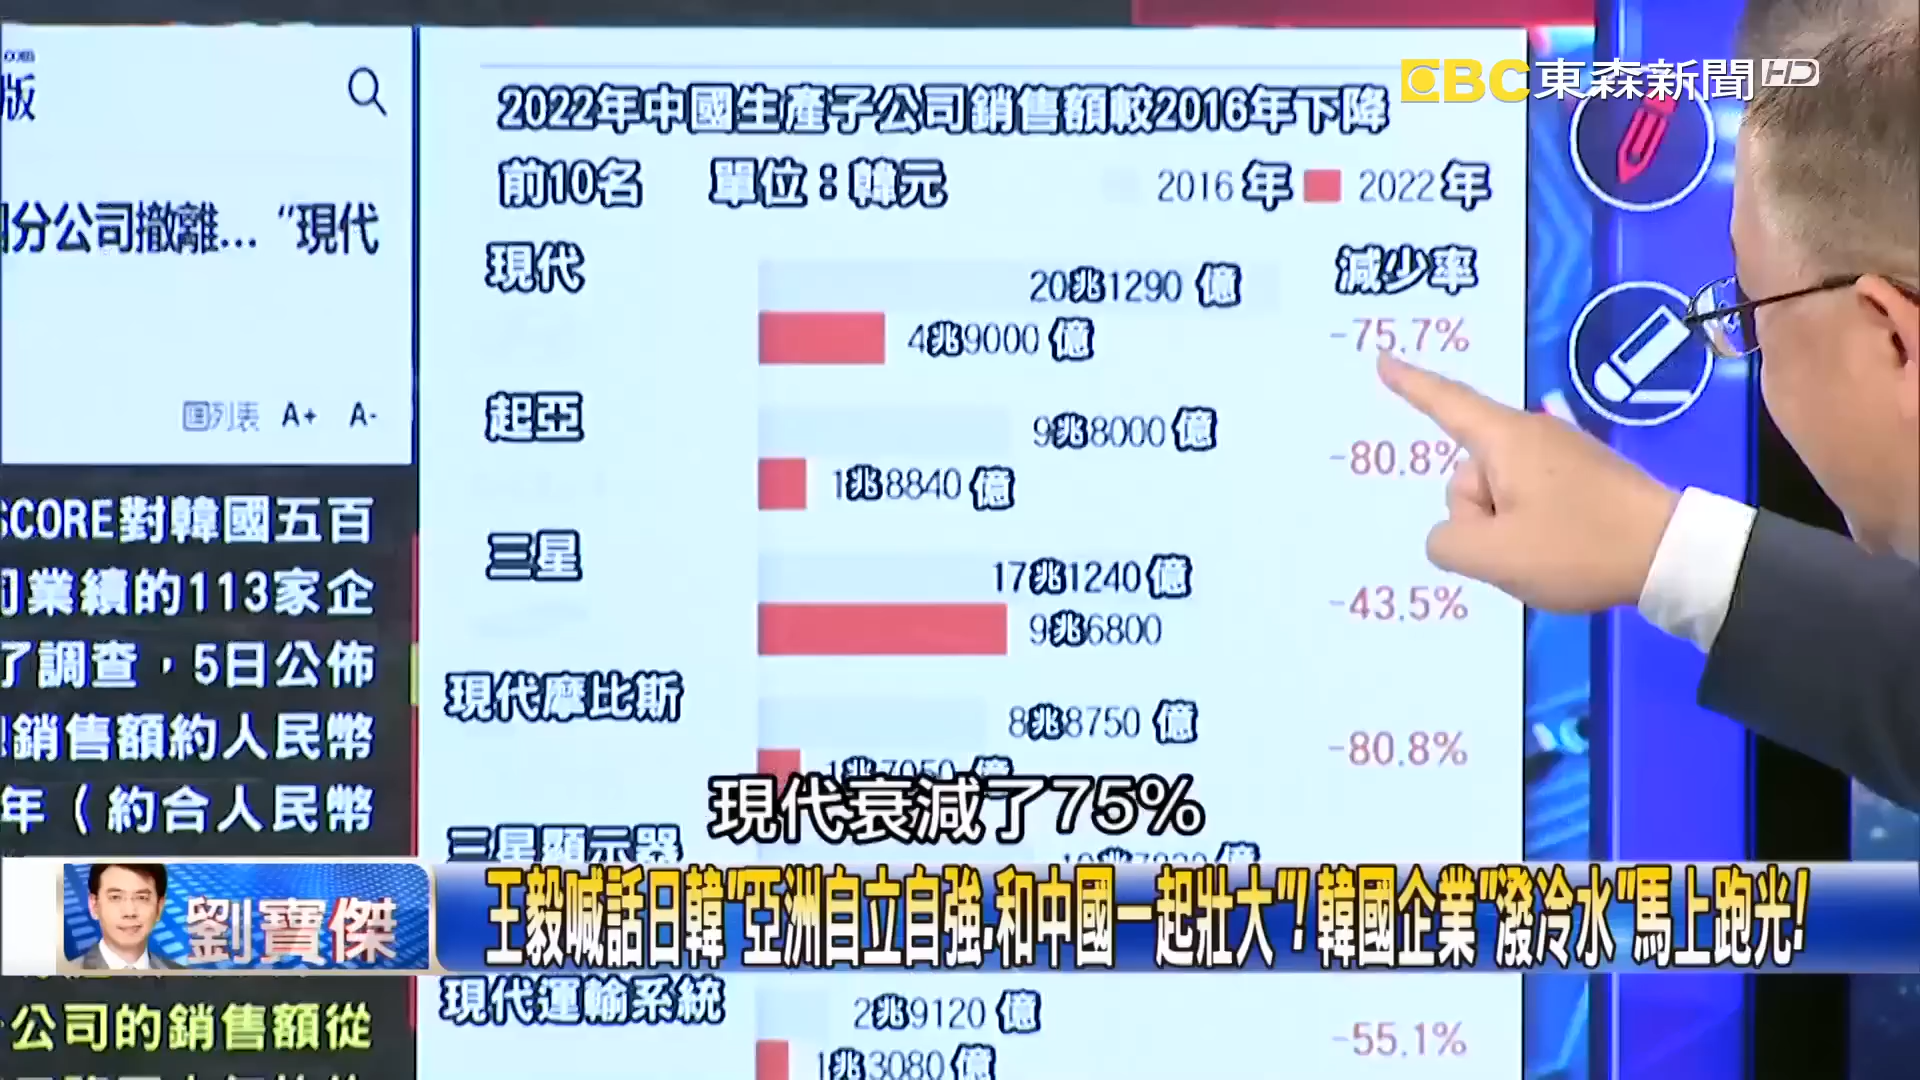 EBC 東森新聞 HD
.com
版
分公司撤離... “現代
列表 A+ A-
SCORE對韓國五百
業績的113家企
了調查，5日公佈
銷售額約人民幣
年（約合人民幣
公司的銷售額從
2022年中國生產子公司銷售額較2016年下降
前10名 單位：韓元 2016年 2022年
現代 20兆1290億 減少率
4兆9000億 -75.7%
起亞 9兆8000億 -80.8%
1兆8840億
三星 17兆1240億 -43.5%
9兆6800
現代摩比斯 8兆8750億 -80.8%
1兆7050億
現代衰減了75%
三星顯示器
劉寶傑
王毅喊話日韓"亞洲自立自強,和中國一起壯大"! 韓國企業"潑冷水"馬上跑光!
現代運輸系統 2兆9120億 -55.1%
1兆3080億